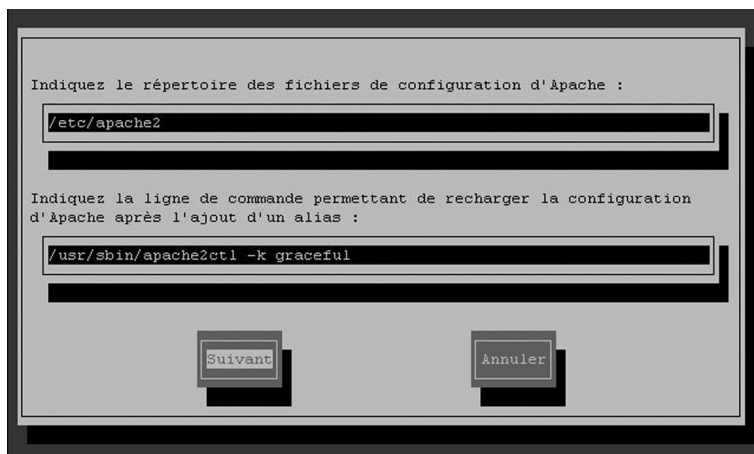 Indiquez le répertoire des fichiers de configuration d'Apache :
/etc/apache2
Indiquez la ligne de commande permettant de recharger la configuration
d'Apache après l'ajout d'un alias :
/usr/sbin/apache2ctl -k graceful
Suivant
Annuler